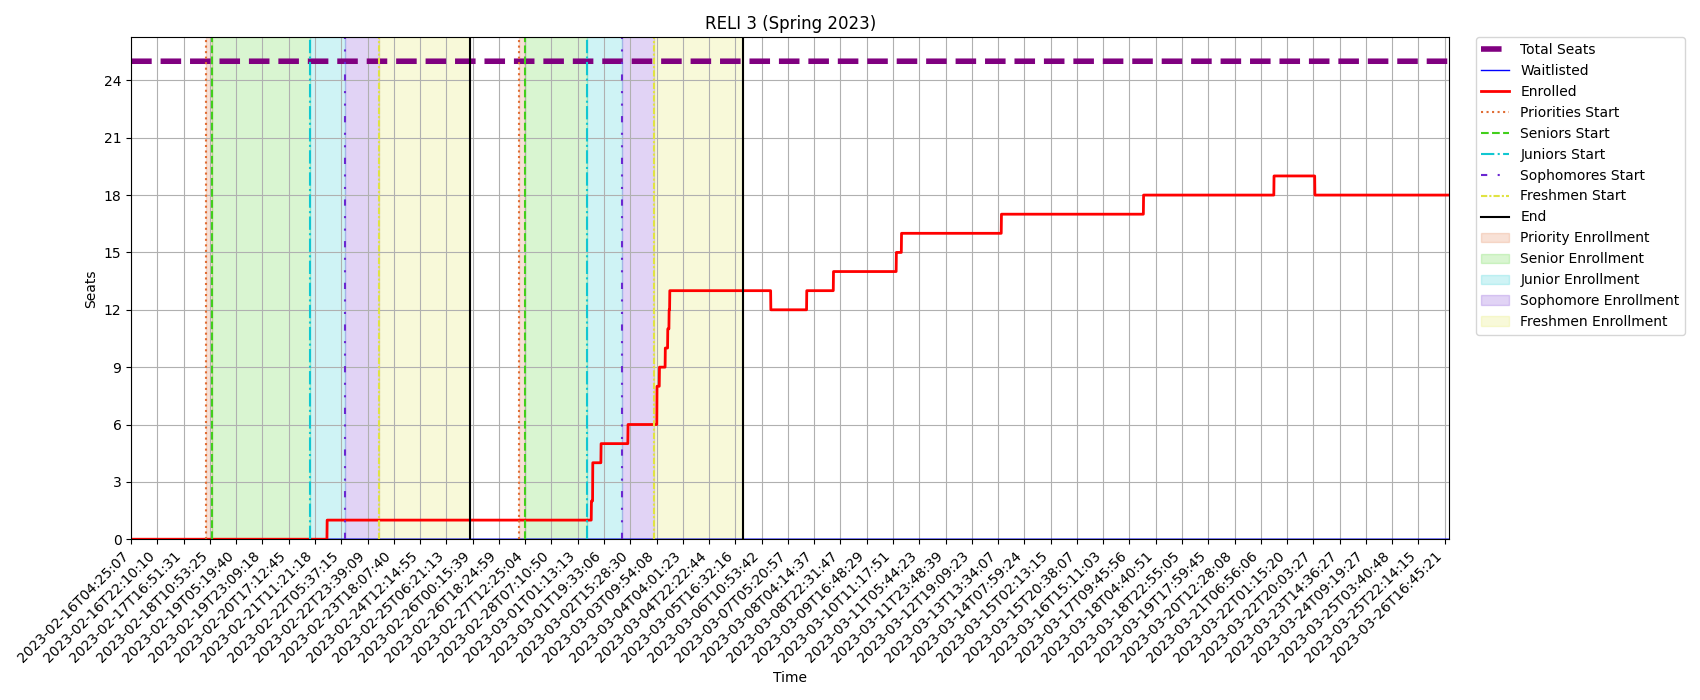 RELI 3 (Spring 2023)
Total Seats
Waitlisted
Enrolled
Priorities Start
Seniors Start
Juniors Start
Sophomores Start
Freshmen Start
End
Priority Enrollment
Senior Enrollment
Junior Enrollment
Sophomore Enrollment
Freshmen Enrollment
Seats
24
21
18
15
12
9
6
3
0
2023-02-16T04:25:07
2023-02-16T22:10:10
2023-02-17T16:51:31
2023-02-18T10:53:25
2023-02-19T05:19:40
2023-02-19T23:09:18
2023-02-20T17:12:45
2023-02-21T11:21:18
2023-02-22T05:37:15
2023-02-22T23:39:09
2023-02-23T18:07:40
2023-02-24T12:14:55
2023-02-25T06:21:13
2023-02-26T00:15:39
2023-02-26T18:24:59
2023-02-27T12:25:04
2023-02-28T07:10:50
2023-03-01T01:13:13
2023-03-01T19:33:06
2023-03-02T15:28:30
2023-03-03T09:54:08
2023-03-04T04:01:23
2023-03-04T22:22:44
2023-03-05T16:32:16
2023-03-06T10:53:42
2023-03-07T05:20:57
2023-03-08T04:14:37
2023-03-08T22:31:47
2023-03-09T16:48:29
2023-03-10T11:17:51
2023-03-11T05:44:23
2023-03-11T23:48:39
2023-03-12T19:09:23
2023-03-13T13:34:07
2023-03-14T07:59:24
2023-03-15T02:13:15
2023-03-15T20:38:07
2023-03-16T15:11:03
2023-03-17T09:45:56
2023-03-18T04:40:51
2023-03-18T22:55:05
2023-03-19T17:59:45
2023-03-20T12:28:08
2023-03-21T06:56:06
2023-03-22T01:15:20
2023-03-22T20:03:27
2023-03-23T14:36:27
2023-03-24T09:19:27
2023-03-25T03:40:48
2023-03-25T22:14:15
2023-03-26T16:45:21
Time